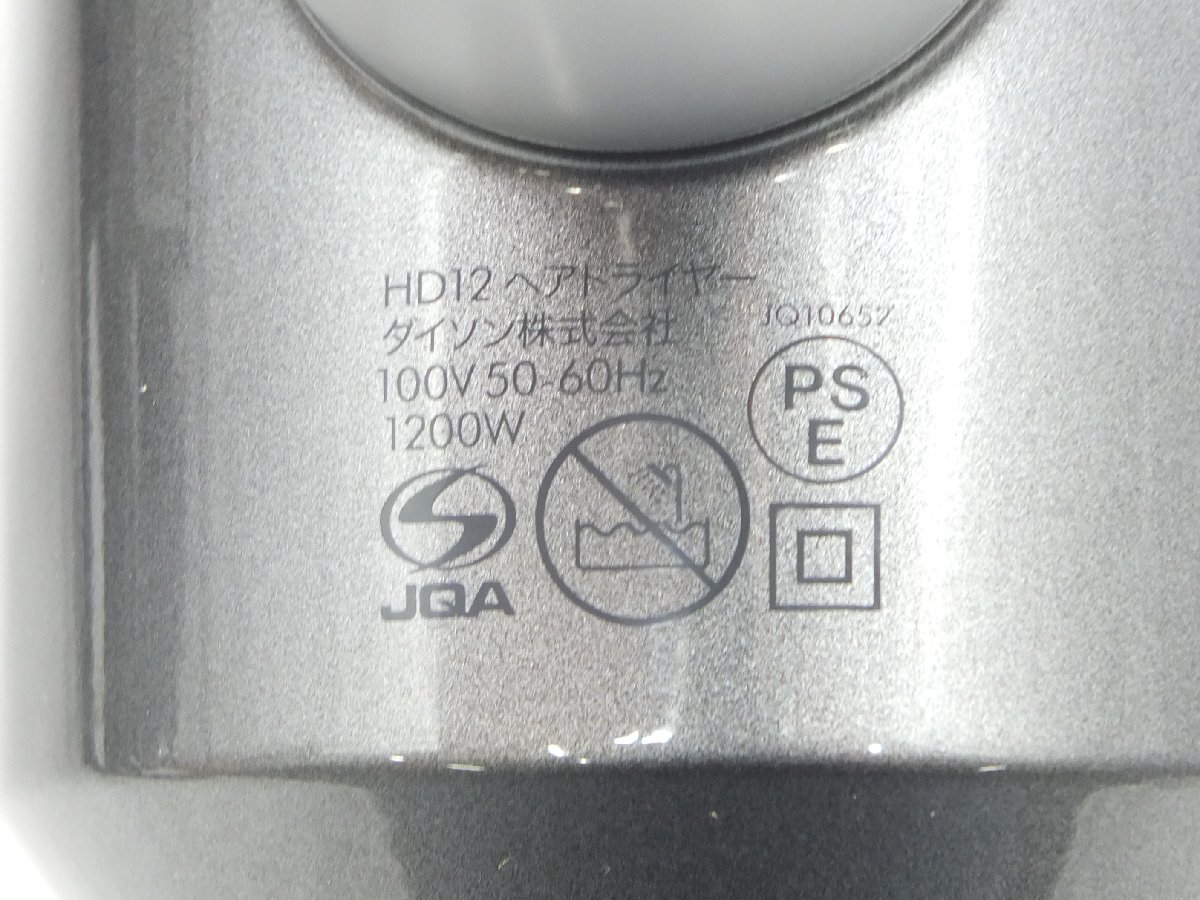 HD12 ヘアドライヤー
ダイソン株式会社
100V 50-60Hz
1200W
JQA
JQ10657
PS
E